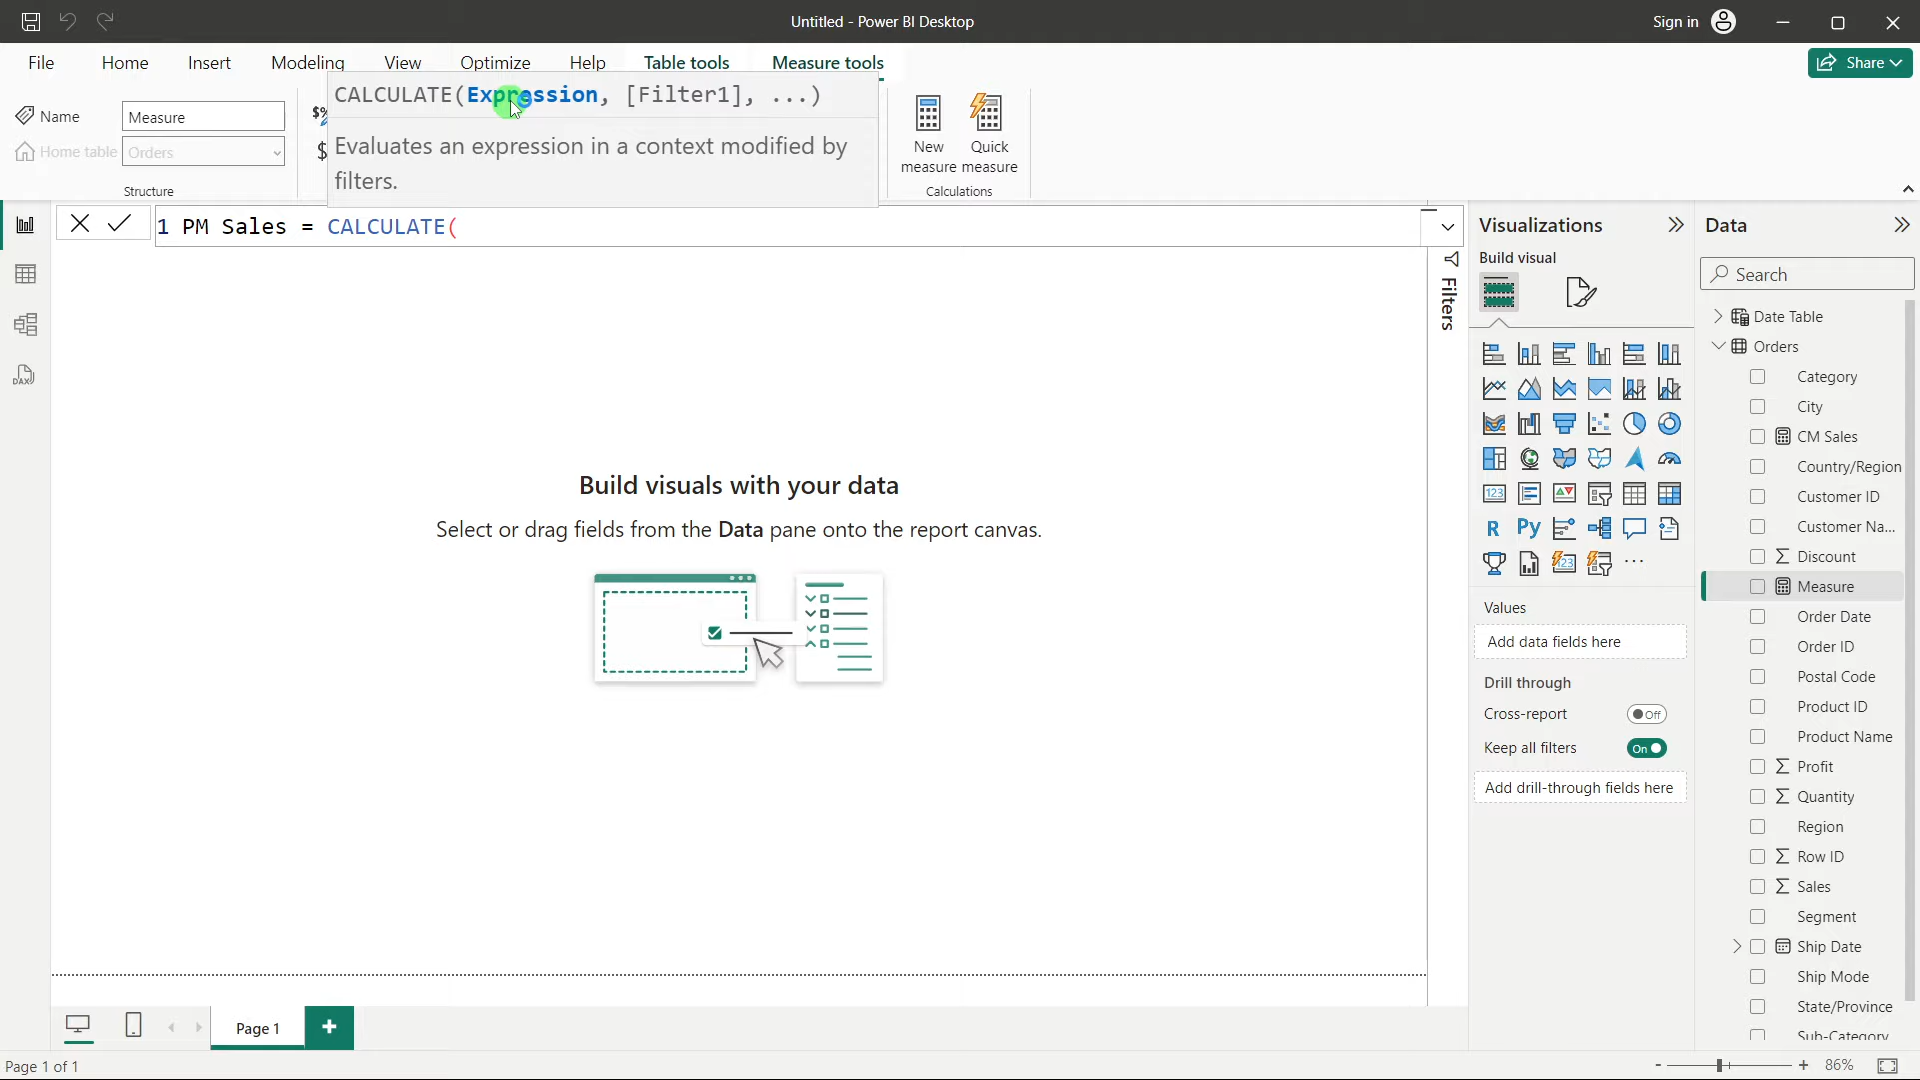 Untitled - Power BI Desktop
Sign in
File
Home
Insert
Modeling
View
Optimize
Help
Table tools
Measure tools
Share
CALCULATE(Expression, [Filter1], ...)
Evaluates an expression in a context modified by
filters.
Name
Measure
Home table
Orders
Structure
$%
$
New
measure
Quick
measure
Calculations
1 PM Sales = CALCULATE(
Build visuals with your data
Select or drag fields from the Data pane onto the report canvas.
Filters
Visualizations
Build visual
123
R
Py
123
Values
Add data fields here
Drill through
Cross-report
Off
Keep all filters
On
Add drill-through fields here
Data
Search
Date Table
Orders
Category
City
CM Sales
Country/Region
Customer ID
Customer Na...
Discount
Measure
Order Date
Order ID
Postal Code
Product ID
Product Name
Profit
Quantity
Region
Row ID
Sales
Segment
Ship Date
Ship Mode
State/Province
Sub-Category
DAX
Page 1
Page 1 of 1
- + 86%